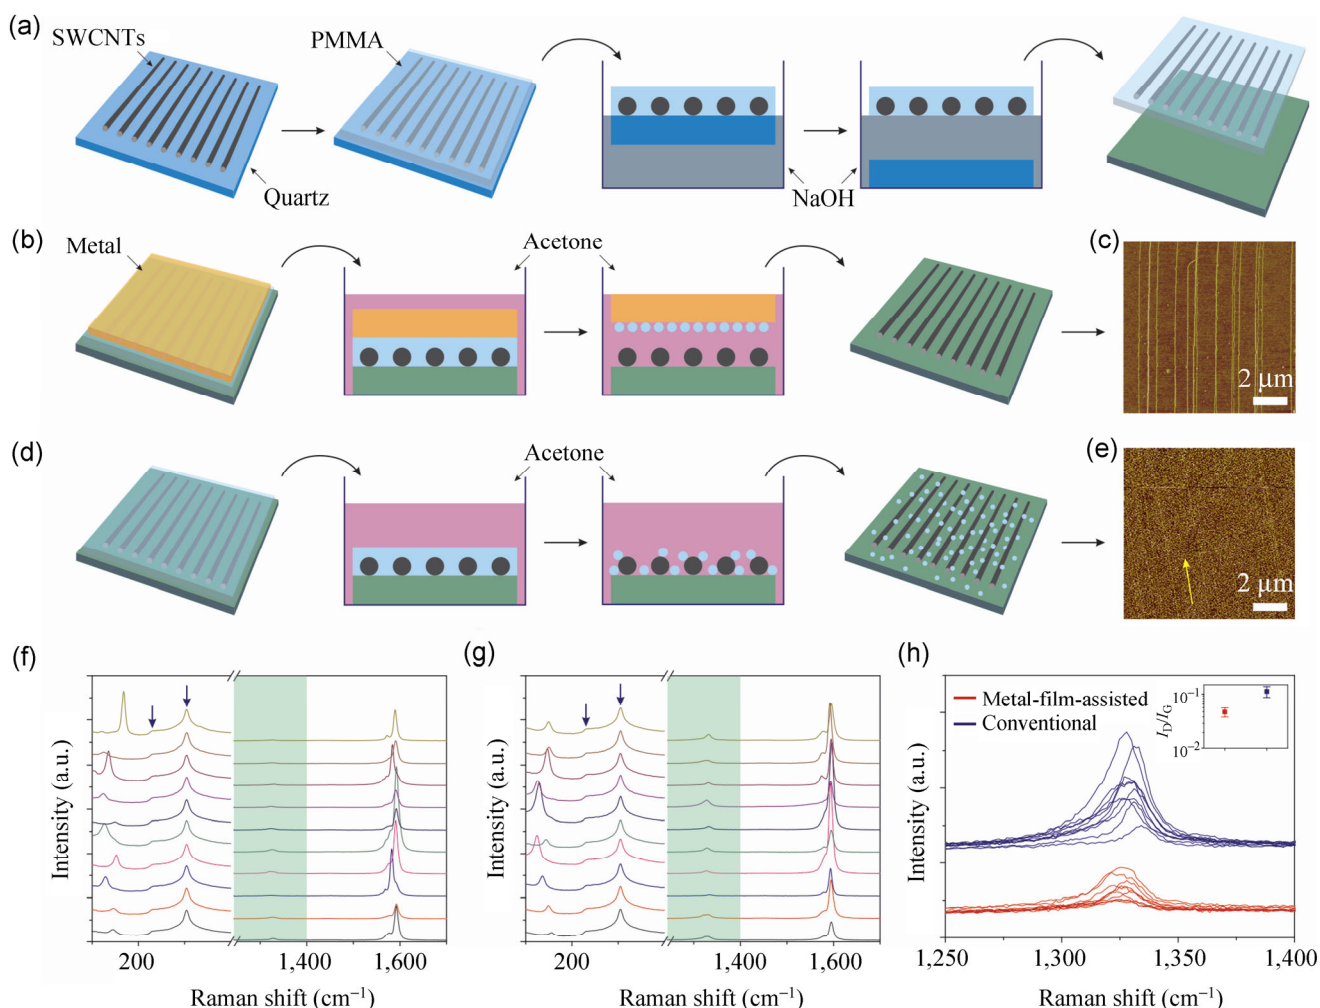 (a)
SWCNTs
PMMA
Quartz
NaOH
(b)
Metal
Acetone
(c)
2 µm
(d)
Acetone
(e)
2 µm
(f)
Intensity (a.u.)
200 1,400 1,600
Raman shift (cm⁻¹)
(g)
Intensity (a.u.)
200 1,400 1,600
Raman shift (cm⁻¹)
(h)
Metal-film-assisted
Conventional
I_D/I_G
10⁻¹
10⁻²
Intensity (a.u.)
1,250 1,300 1,350 1,400
Raman shift (cm⁻¹)